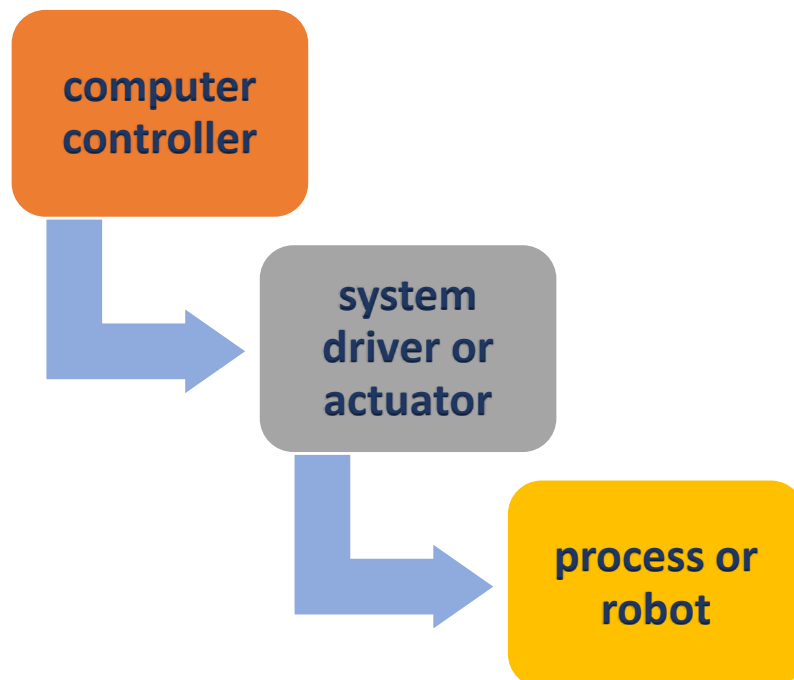 computer
controller
system
driver or
actuator
process or
robot